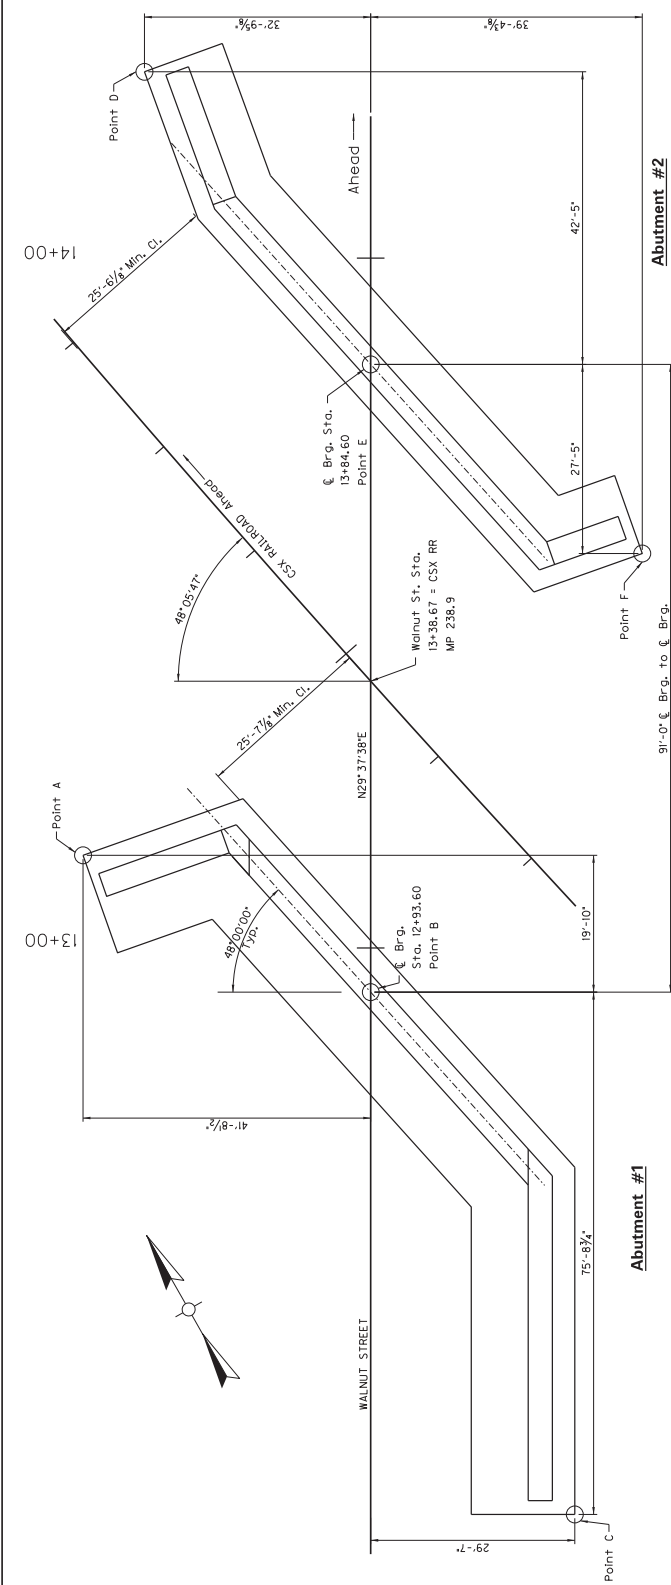 32'-9⅝"
39'-4⅜"
Point D
Ahead
14+00
25'-6⅛" Min. Cl.
42'-5"
Abutment #2
℄ Brg. Sta.
13+84.60
Point E
CSX RAILROAD Ahead
27'-5"
48°05'47"
Walnut St. Sta.
13+38.67 = CSX RR
MP 238.9
Point F
91'-0" ℄ Brg. to ℄ Brg.
25'-7⅞" Min. Cl.
N29°37'38"E
Point A
13+00
48°00'00"
Typ.
℄ Brg.
Sta. 12+93.60
Point B
19'-10"
41'-8½"
Abutment #1
75'-8¾"
WALNUT STREET
29'-7"
Point C